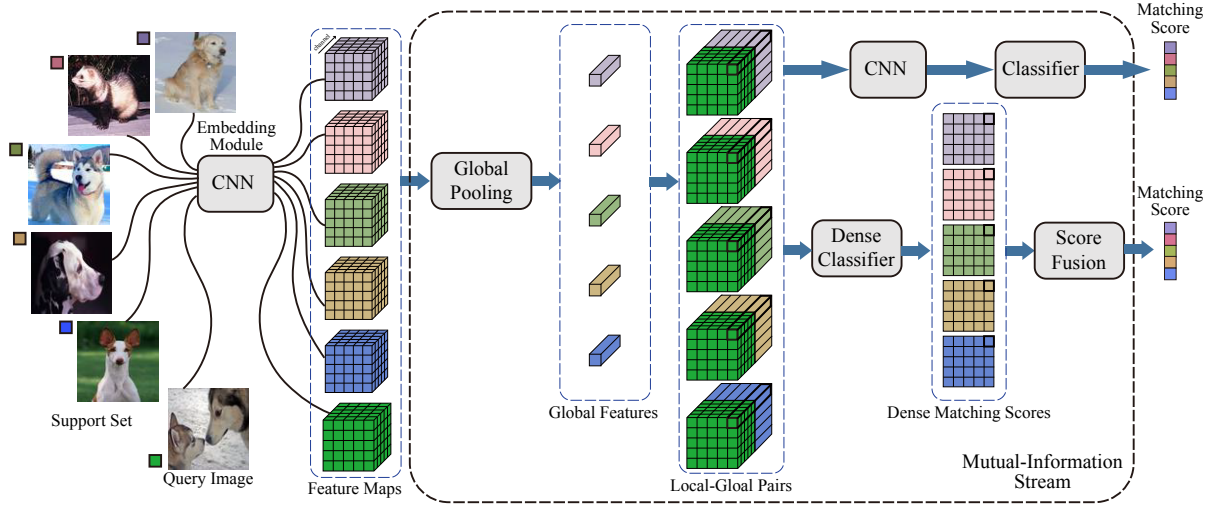 Matching
Score
channel
Embedding
Module
CNN
CNN
Classifier
Global
Pooling
Dense
Classifier
Score
Fusion
Matching
Score
Global Features
Dense Matching Scores
Support Set
Query Image
Feature Maps
Local-Gloal Pairs
Mutual-Information
Stream